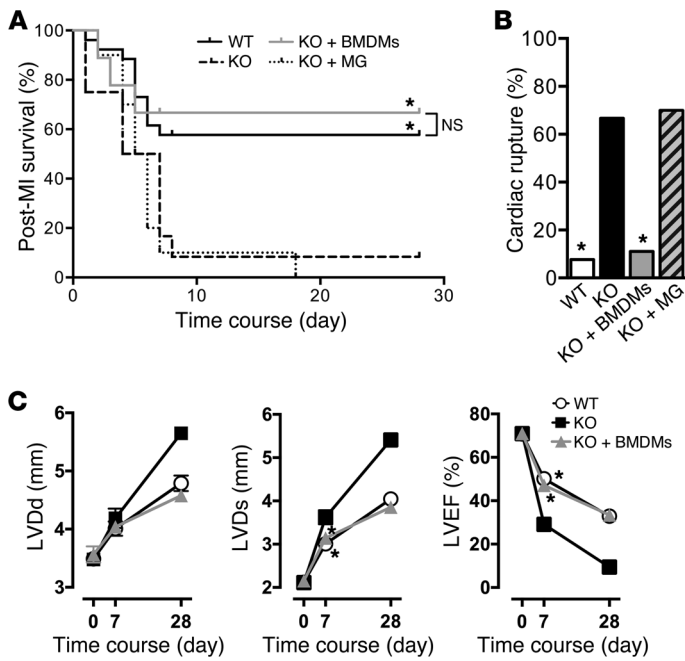 A
Post-MI survival (%)
100
80
60
40
20
0
WT
KO + BMDMs
KO
KO + MG
*
*
NS
0
10
20
30
Time course (day)
B
Cardiac rupture (%)
100
80
60
40
20
0
*
*
WT
KO
KO + BMDMs
KO + MG
C
LVDd (mm)
6
5
4
3
0 7 28
Time course (day)
LVDs (mm)
6
5
4
3
2
*
*
0 7 28
Time course (day)
LVEF (%)
80
60
40
20
0
WT
KO
KO + BMDMs
*
*
0 7 28
Time course (day)